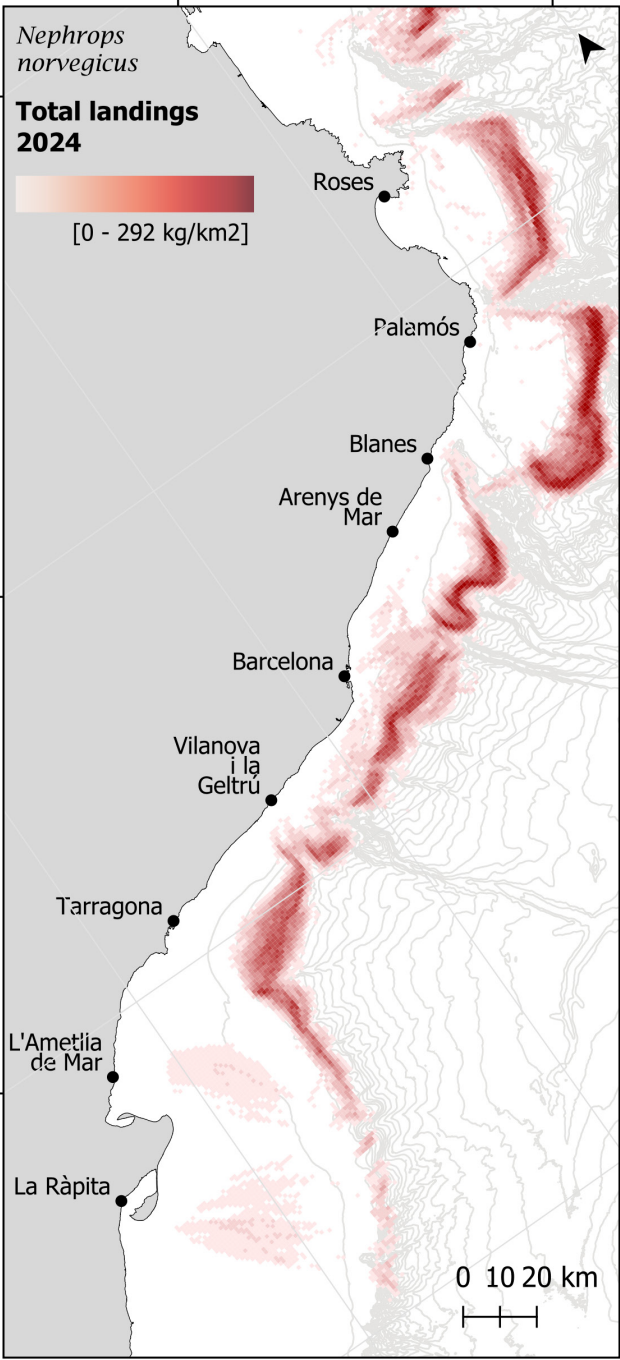 Nephrops
norvegicus
Total landings
2024
[0 - 292 kg/km2]
Roses
Palamós
Blanes
Arenys de
Mar
Barcelona
Vilanova
i la
Geltrú
Tarragona
L'Ametlla
de Mar
La Ràpita
0 10 20 km